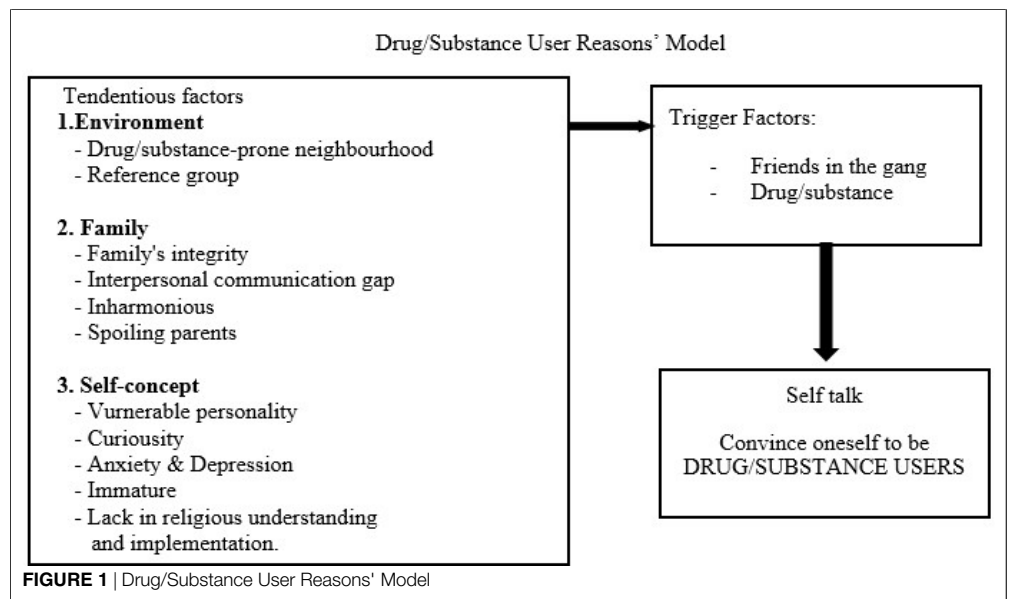 Drug/Substance User Reasons' Model
Tendentious factors
1.Environment
- Drug/substance-prone neighbourhood
- Reference group
2. Family
- Family's integrity
- Interpersonal communication gap
- Inharmonious
- Spoiling parents
3. Self-concept
- Vurnerable personality
- Curiousity
- Anxiety & Depression
- Immature
- Lack in religious understanding
and implementation.
Trigger Factors:
- Friends in the gang
- Drug/substance
Self talk
Convince oneself to be
DRUG/SUBSTANCE USERS
FIGURE 1 | Drug/Substance User Reasons' Model